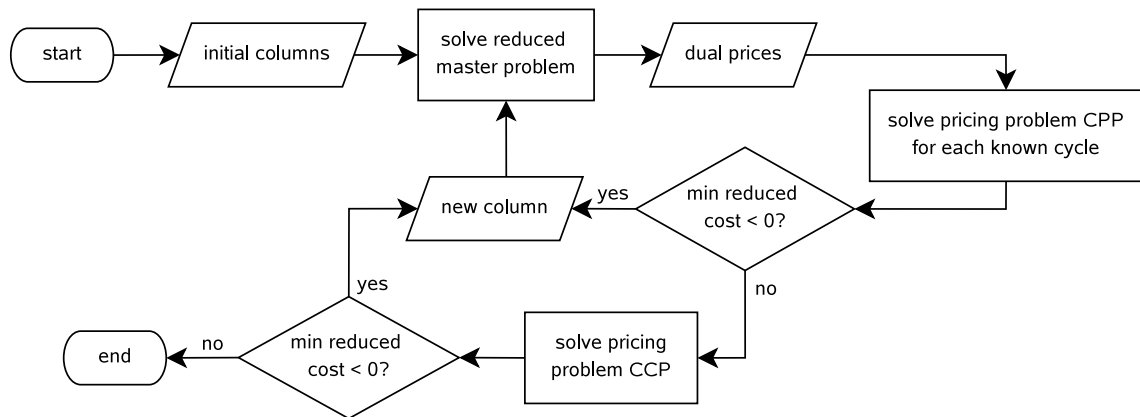 start
initial columns
solve reduced
master problem
dual prices
solve pricing problem CPP
for each known cycle
min reduced
cost < 0?
yes
new column
no
solve pricing
problem CCP
min reduced
cost < 0?
yes
no
end